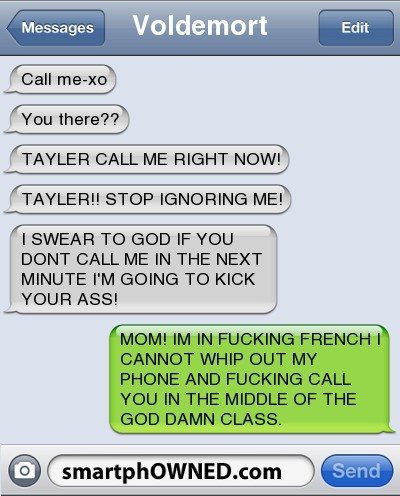 Messages
Voldemort
Edit
Call me-xo
You there??
TAYLER CALL ME RIGHT NOW!
TAYLER!! STOP IGNORING ME!
I SWEAR TO GOD IF YOU
DONT CALL ME IN THE NEXT
MINUTE I'M GOING TO KICK
YOUR ASS!
MOM! IM IN FUCKING FRENCH I
CANNOT WHIP OUT MY
PHONE AND FUCKING CALL
YOU IN THE MIDDLE OF THE
GOD DAMN CLASS.
smartphOWNED.com
Send